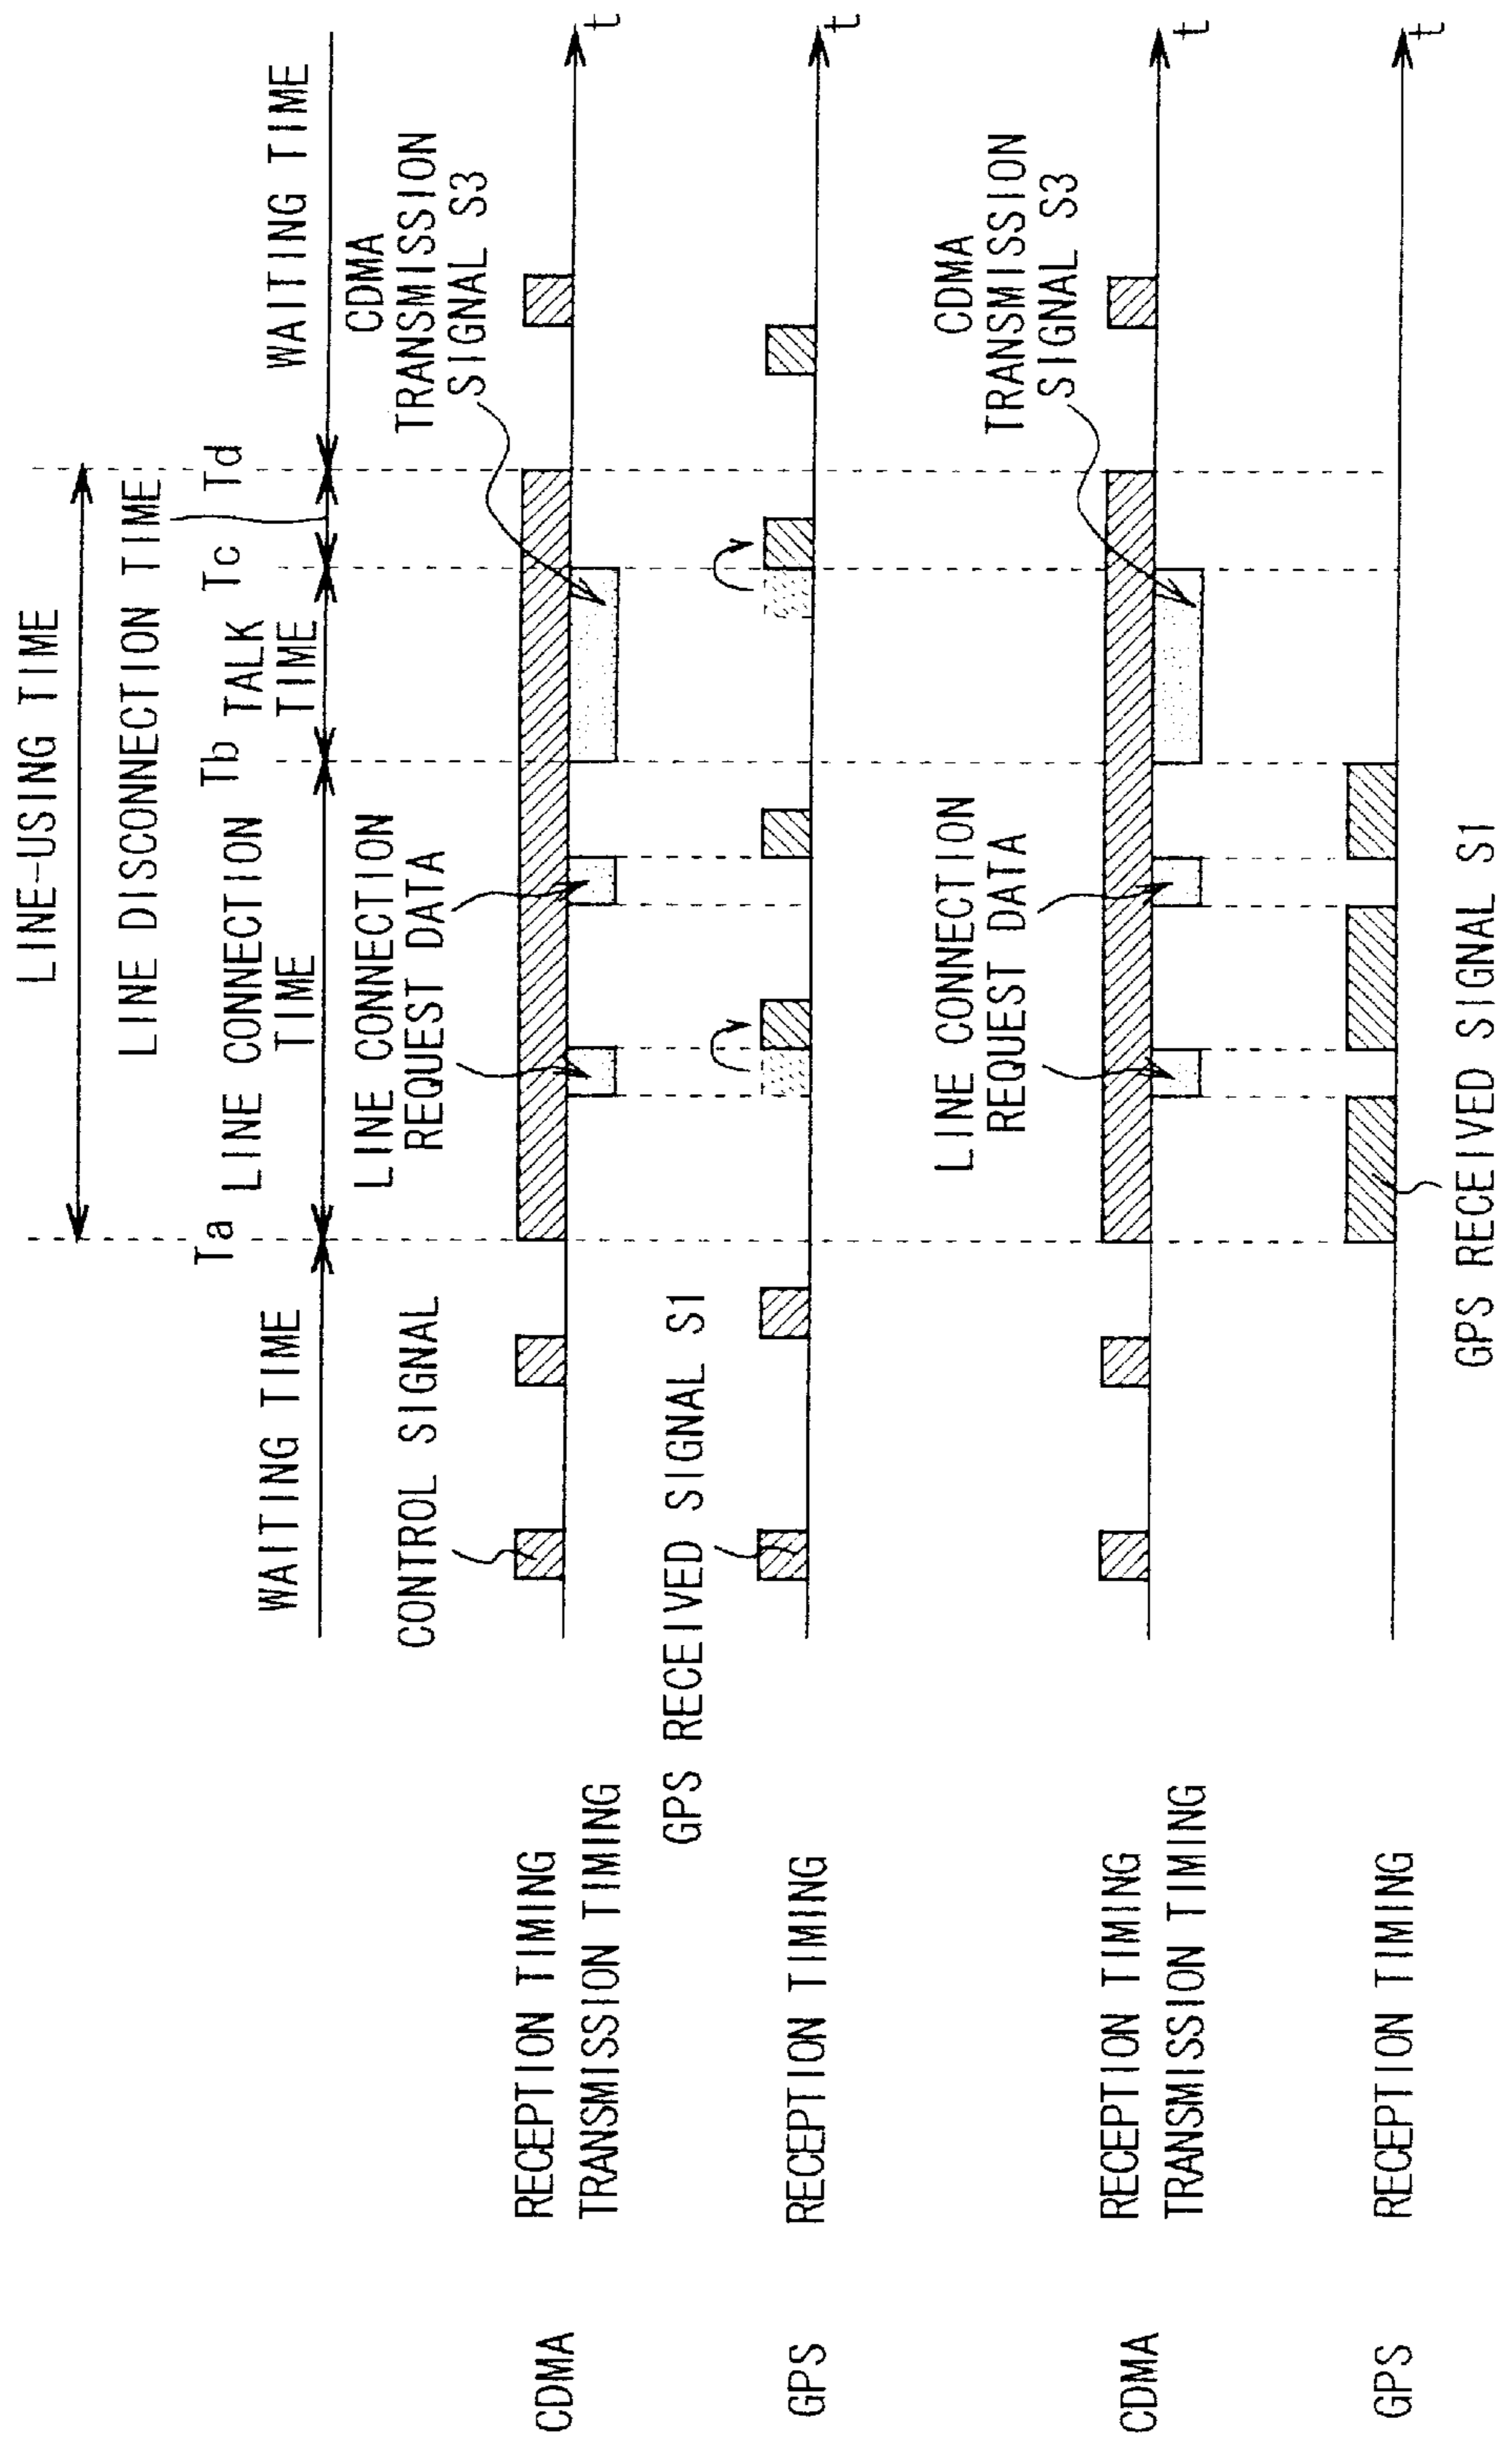 LINE-USING TIME
LINE DISCONNECTION TIME
Ta
LINE CONNECTION
TIME
Tb
TALK
TIME
Tc
Td
WAITING TIME
WAITING TIME
CONTROL SIGNAL
LINE CONNECTION
REQUEST DATA
CDMA
TRANSMISSION
SIGNAL S3
CDMA
RECEPTION TIMING
TRANSMISSION TIMING
t
GPS RECEIVED SIGNAL S1
GPS
RECEPTION TIMING
t
LINE CONNECTION
REQUEST DATA
CDMA
TRANSMISSION
SIGNAL S3
CDMA
RECEPTION TIMING
TRANSMISSION TIMING
t
GPS
RECEPTION TIMING
t
GPS RECEIVED SIGNAL S1